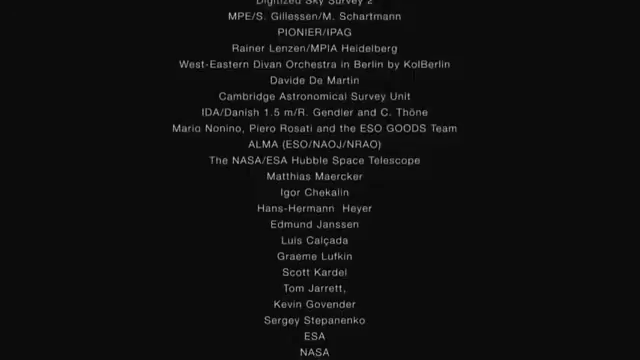 Digitized Sky Survey 2
MPE/S. Gillessen/M. Schartmann
PIONIER/IPAG
Rainer Lenzen/MPIA Heidelberg
West-Eastern Divan Orchestra in Berlin by KolBerlin
Davide De Martin
Cambridge Astronomical Survey Unit
IDA/Danish 1.5 m/R. Gendler and C. Thöne
Mario Nonino, Piero Rosati and the ESO GOODS Team
ALMA (ESO/NAOJ/NRAO)
The NASA/ESA Hubble Space Telescope
Matthias Maercker
Igor Chekalin
Hans-Hermann Heyer
Edmund Janssen
Luís Calçada
Graeme Lufkin
Scott Kardel
Tom Jarrett,
Kevin Govender
Sergey Stepanenko
ESA
NASA